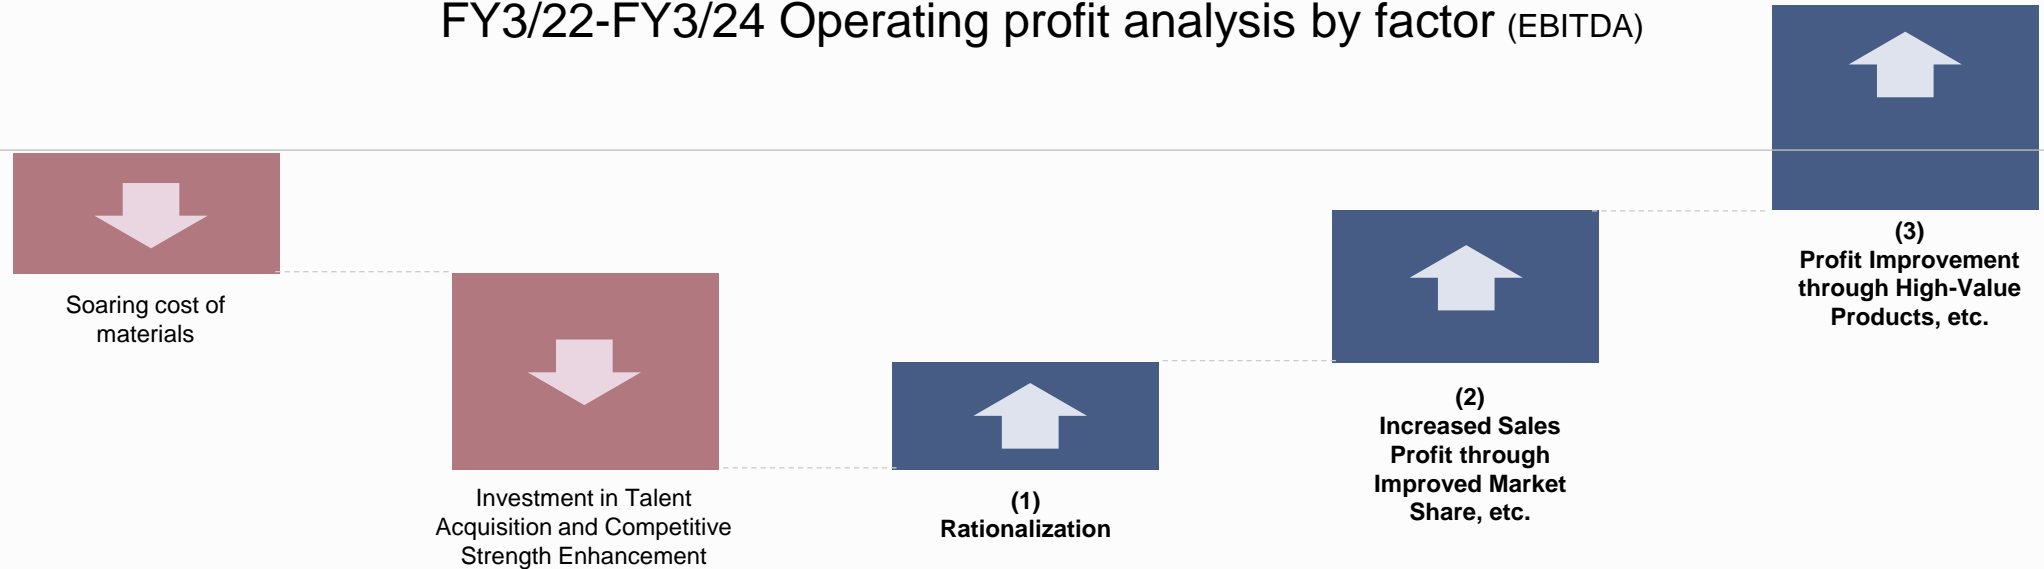 FY3/22-FY3/24 Operating profit analysis by factor (EBITDA)
Soaring cost of
materials
Investment in Talent
Acquisition and Competitive
Strength Enhancement
(1)
Rationalization
(2)
Increased Sales
Profit through
Improved Market
Share, etc.
(3)
Profit Improvement
through High-Value
Products, etc.